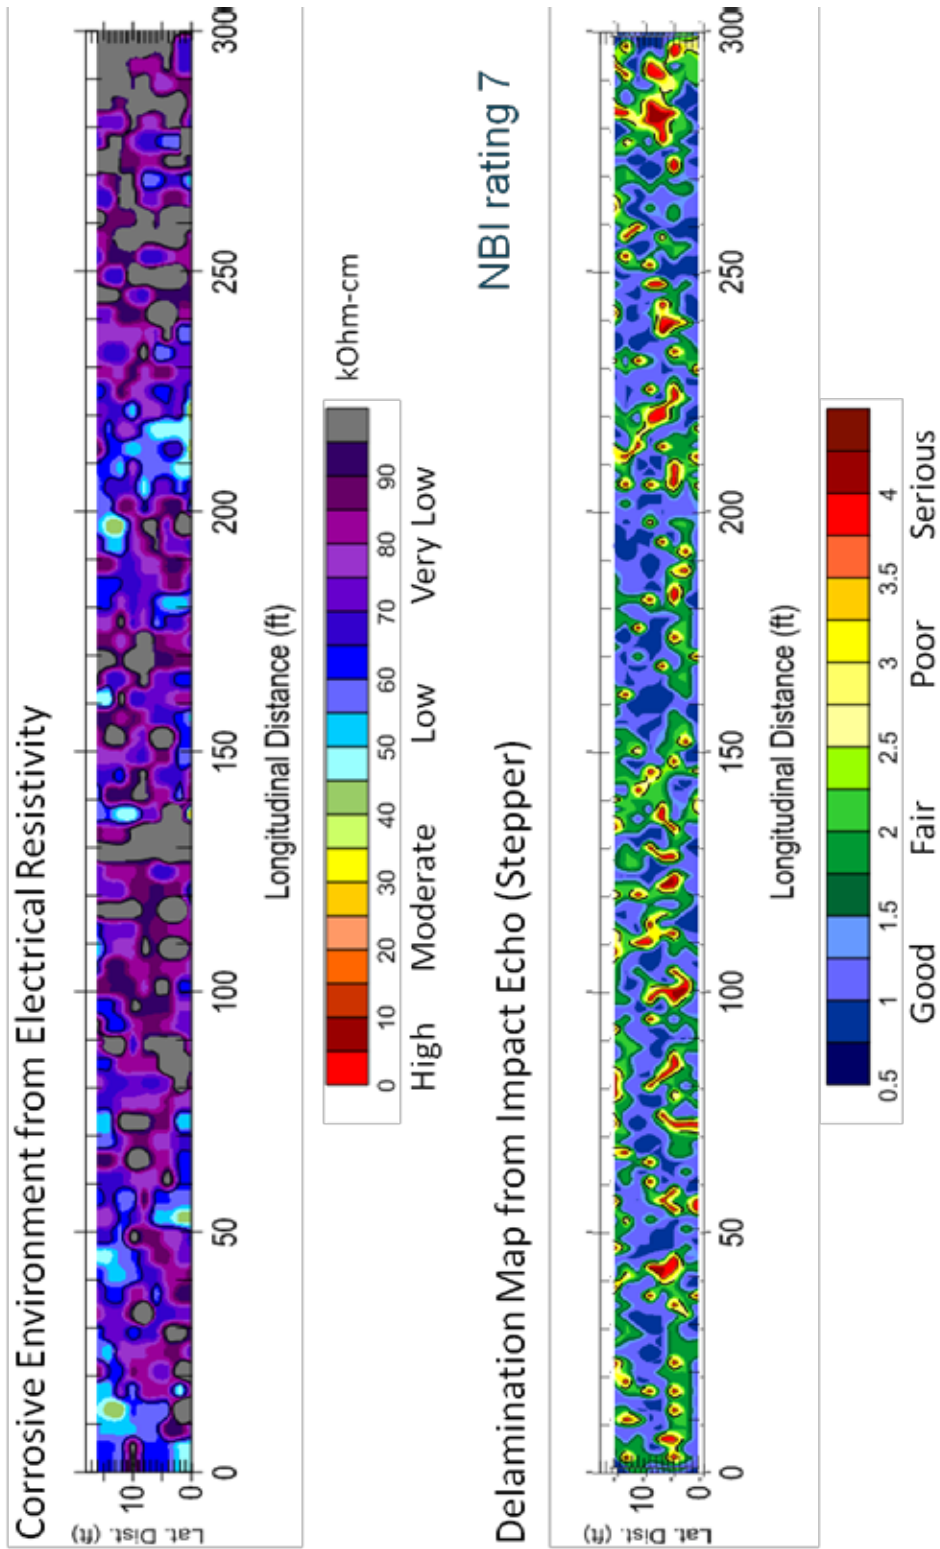 Corrosive Environment from Electrical Resistivity
Lat. Dist. (ft)
10
0
0 50 100 150 200 250 300
Longitudinal Distance (ft)
0 10 20 30 40 50 60 70 80 90 kOhm-cm
High Moderate Low Very Low
NBI rating 7
Delamination Map from Impact Echo (Stepper)
Lat. Dist. (ft)
10
0
0 50 100 150 200 250 300
Longitudinal Distance (ft)
0.5 1 1.5 2 2.5 3 3.5 4
Good Fair Poor Serious